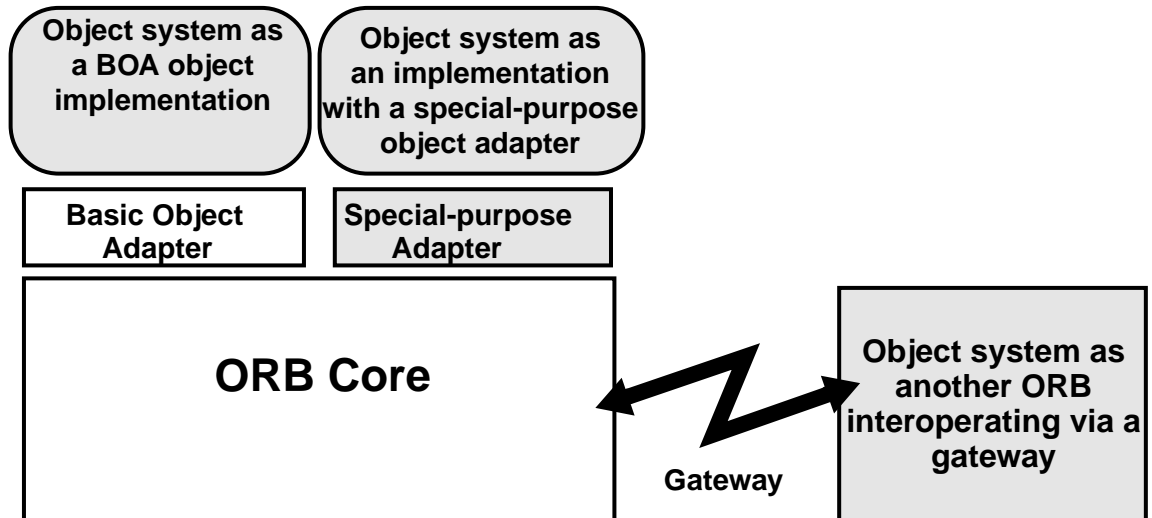 Object system as
a BOA object
implementation
Object system as
an implementation
with a special-purpose
object adapter
Basic Object
Adapter
Special-purpose
Adapter
ORB Core
Gateway
Object system as
another ORB
interoperating via a
gateway